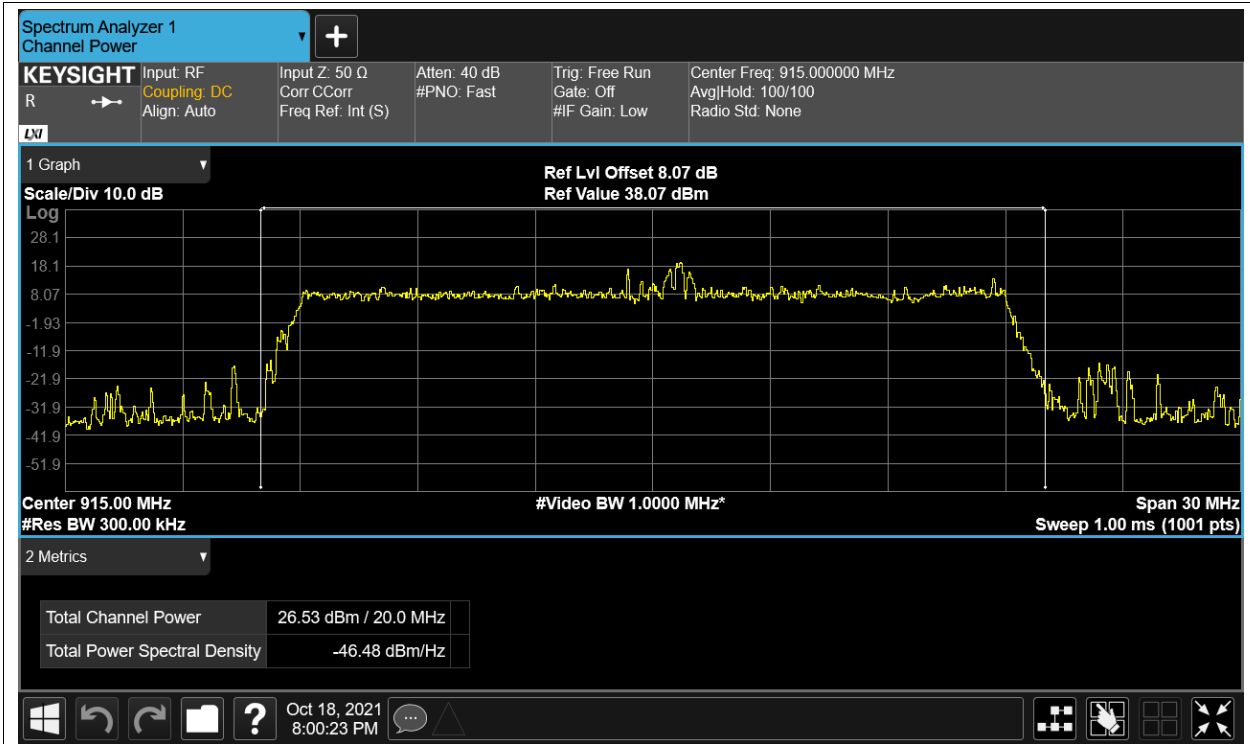 Spectrum Analyzer 1
Channel Power
KEYSIGHT
R
LXI
Input: RF
Coupling: DC
Align: Auto
Input Z: 50 Ω
Corr CCorr
Freq Ref: Int (S)
Atten: 40 dB
#PNO: Fast
Trig: Free Run
Gate: Off
#IF Gain: Low
Center Freq: 915.000000 MHz
Avg|Hold: 100/100
Radio Std: None
1 Graph
Scale/Div 10.0 dB
Ref Lvl Offset 8.07 dB
Ref Value 38.07 dBm
Log
28.1
18.1
8.07
-1.93
-11.9
-21.9
-31.9
-41.9
-51.9
Center 915.00 MHz
#Res BW 300.00 kHz
#Video BW 1.0000 MHz*
Span 30 MHz
Sweep 1.00 ms (1001 pts)
2 Metrics
Total Channel Power 26.53 dBm / 20.0 MHz
Total Power Spectral Density -46.48 dBm/Hz
?
Oct 18, 2021
8:00:23 PM